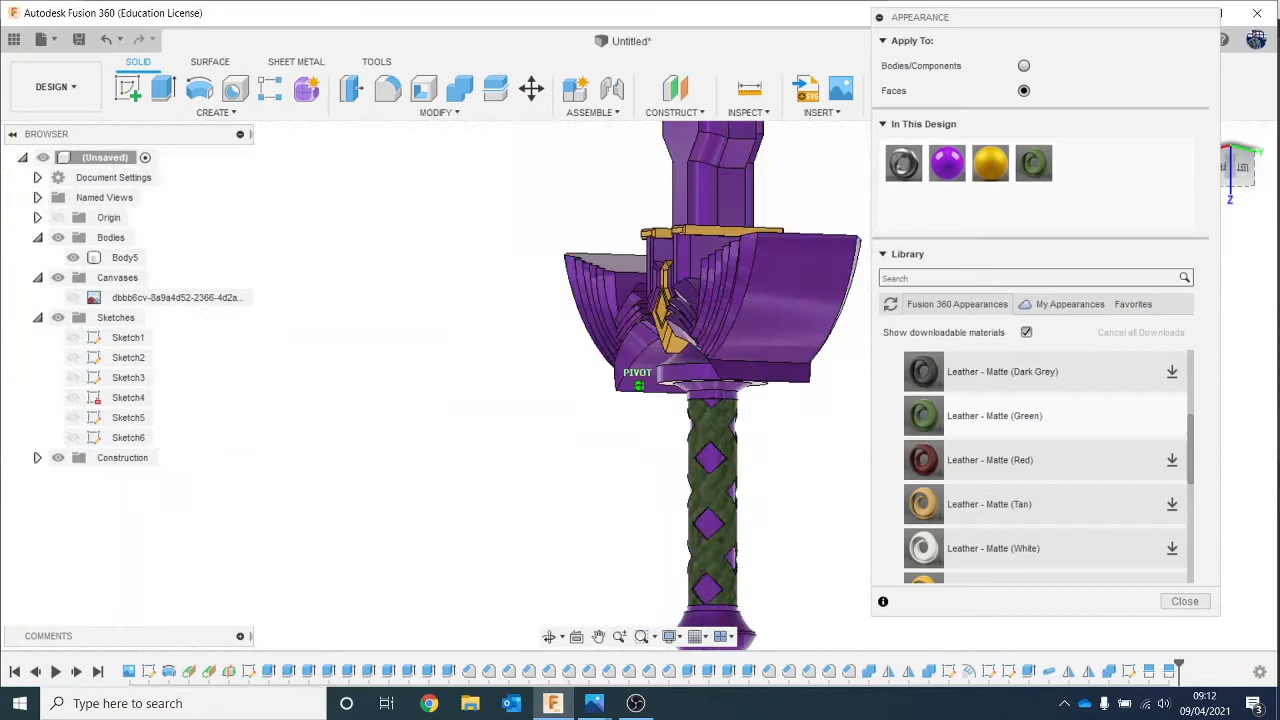 Autodesk Fusion 360 (Education License)
APPEARANCE
Untitled*
SOLID SURFACE SHEET METAL TOOLS
DESIGN
CREATE MODIFY ASSEMBLE CONSTRUCT INSPECT INSERT
Apply To:
Bodies/Components
Faces
In This Design
BROWSER
(Unsaved)
Document Settings
Named Views
Origin
Bodies
Body5
Canvases
dbbb6cv-8a9a4d52-2366-4d2a...
Sketches
Sketch1
Sketch2
Sketch3
Sketch4
Sketch5
Sketch6
Construction
PIVOT
Y
Z
Library
Search
Fusion 360 Appearances My Appearances Favorites
Show downloadable materials Cancel all Downloads
Leather - Matte (Dark Grey)
Leather - Matte (Green)
Leather - Matte (Red)
Leather - Matte (Tan)
Leather - Matte (White)
Close
COMMENTS
Type here to search
09:12
09/04/2021
3